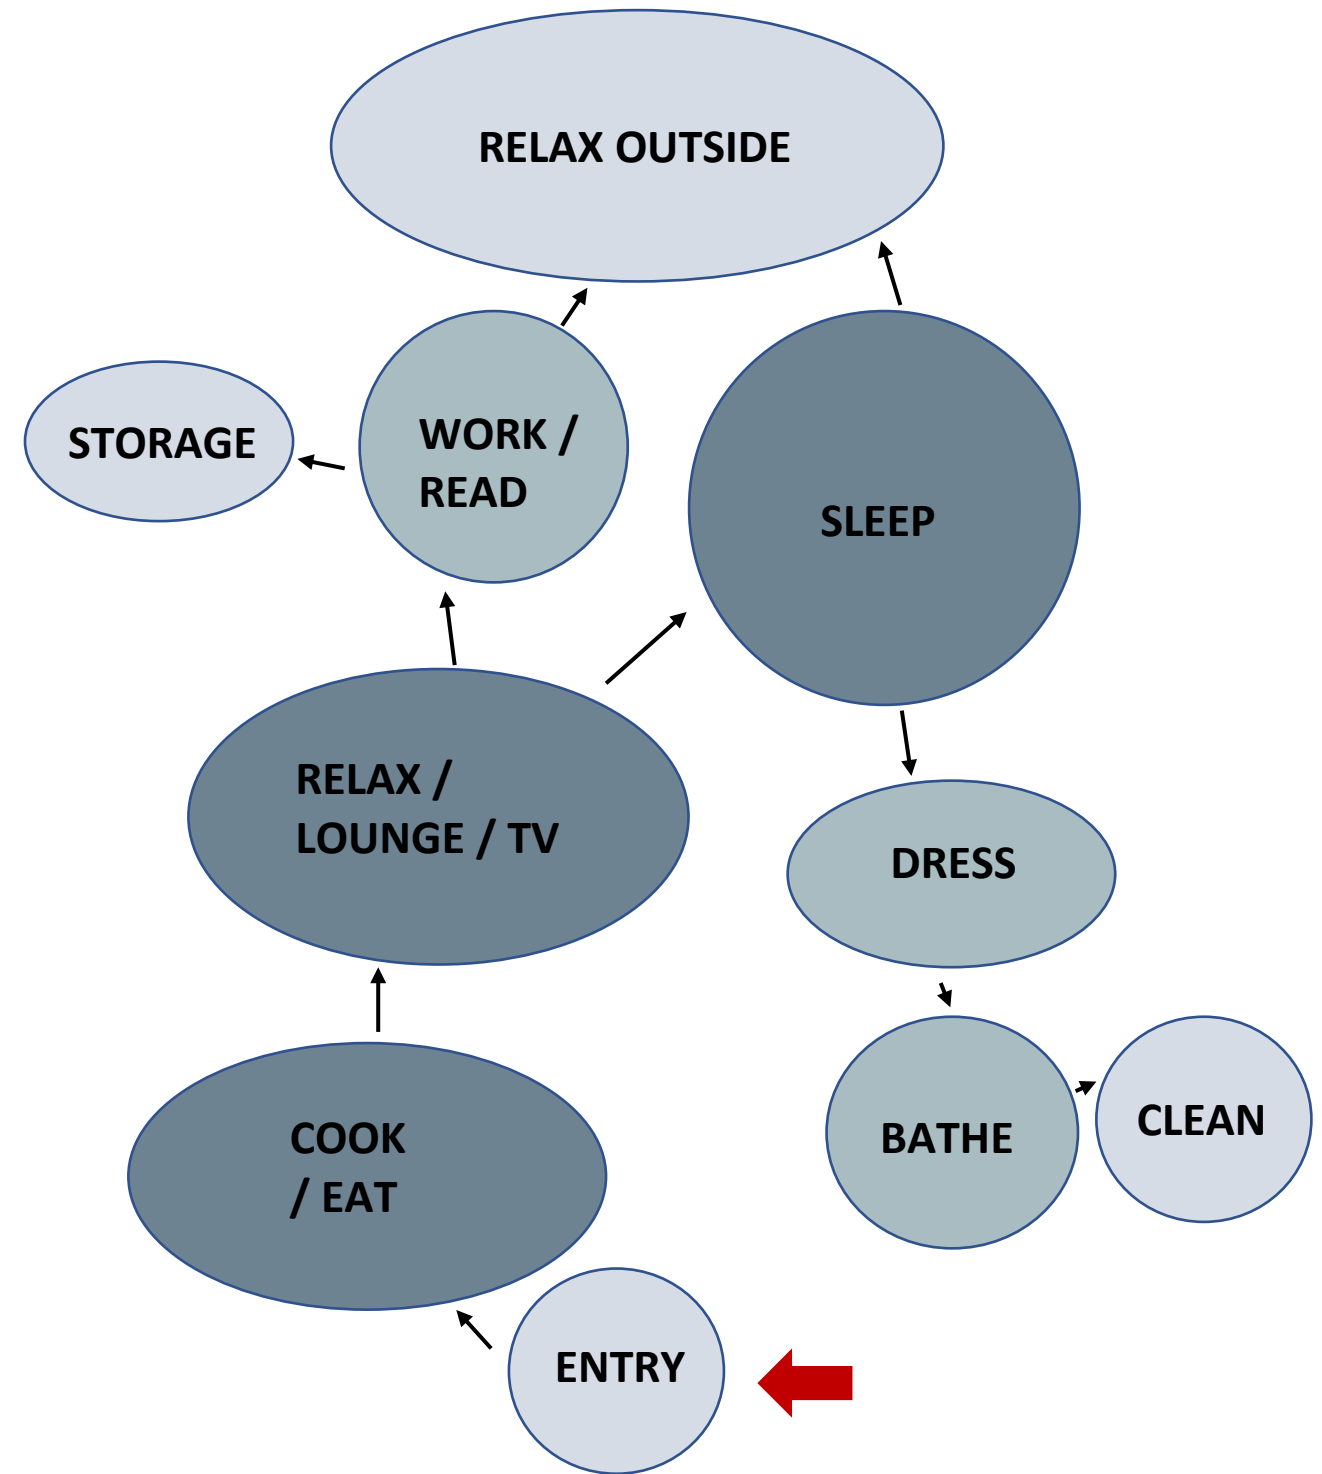 RELAX OUTSIDE
STORAGE
WORK /
READ
SLEEP
RELAX /
LOUNGE / TV
DRESS
COOK
/ EAT
BATHE
CLEAN
ENTRY